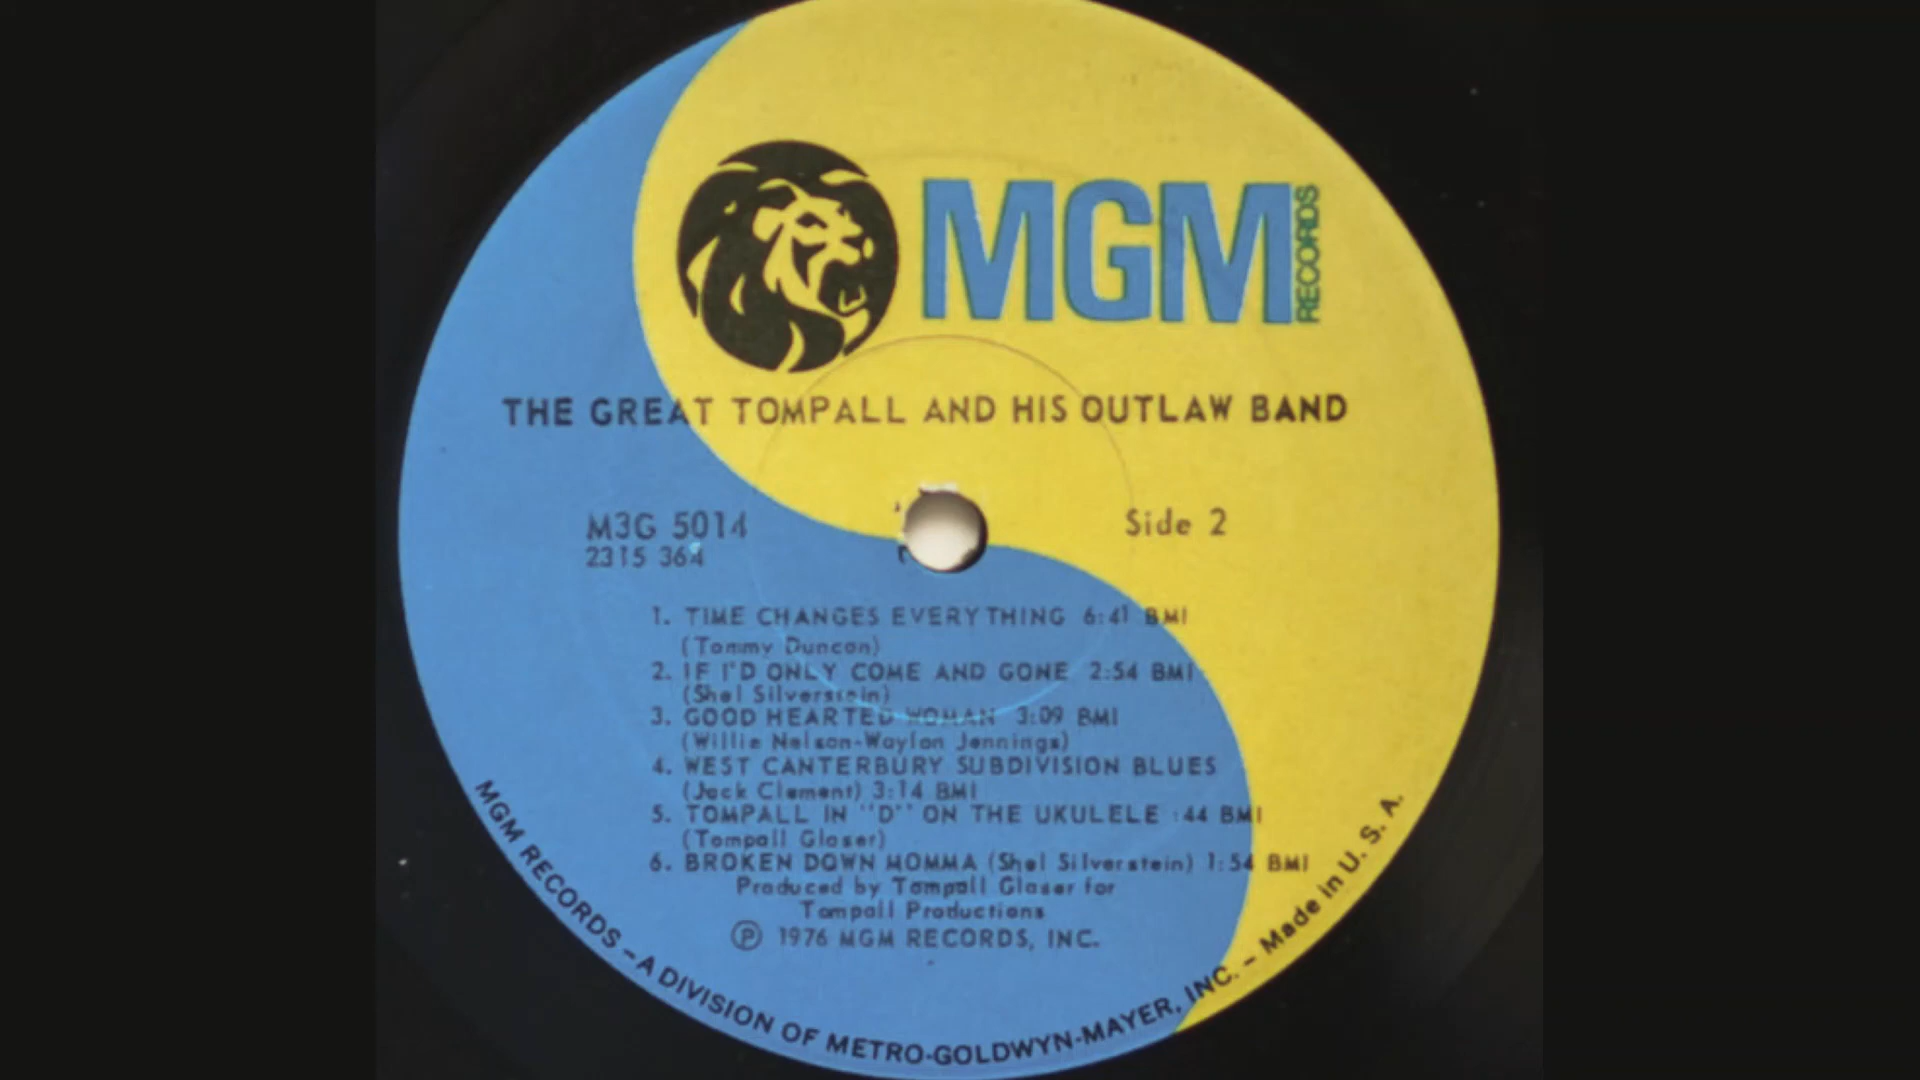 MGM RECORDS
THE GREAT TOMPALL AND HIS OUTLAW BAND
M3G 5014
Side 2
2315 364
1. TIME CHANGES EVERYTHING 6:41 BMI
(Tommy Duncan)
2. IF I'D ONLY COME AND GONE 2:54 BMI
(Shel Silverstein)
3. GOOD HEARTED WOMAN 3:09 BMI
(Willie Nelson-Waylon Jennings)
4. WEST CANTERBURY SUBDIVISION BLUES
(Jack Clement) 3:14 BMI
5. TOMPALL IN "D" ON THE UKULELE :44 BMI
(Tompall Glaser)
6. BROKEN DOWN MOMMA (Shel Silverstein) 1:54 BMI
Produced by Tompall Glaser for
Tompall Productions
Ⓟ 1976 MGM RECORDS, INC.
MGM RECORDS – A DIVISION OF METRO-GOLDWYN-MAYER, INC. – Made in U. S. A.